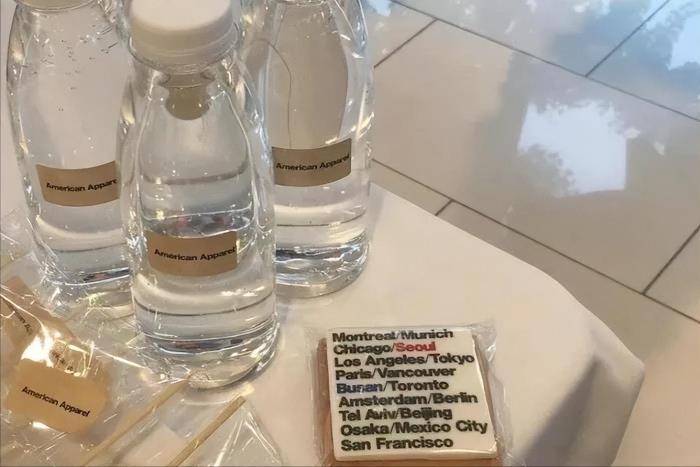 American Apparel
American Apparel
American Apparel
American Apparel
Montreal/Munich
Chicago/Seoul
Los Angeles/Tokyo
Paris/Vancouver
Busan/Toronto
Amsterdam/Berlin
Tel Aviv/Beijing
Osaka/Mexico City
San Francisco